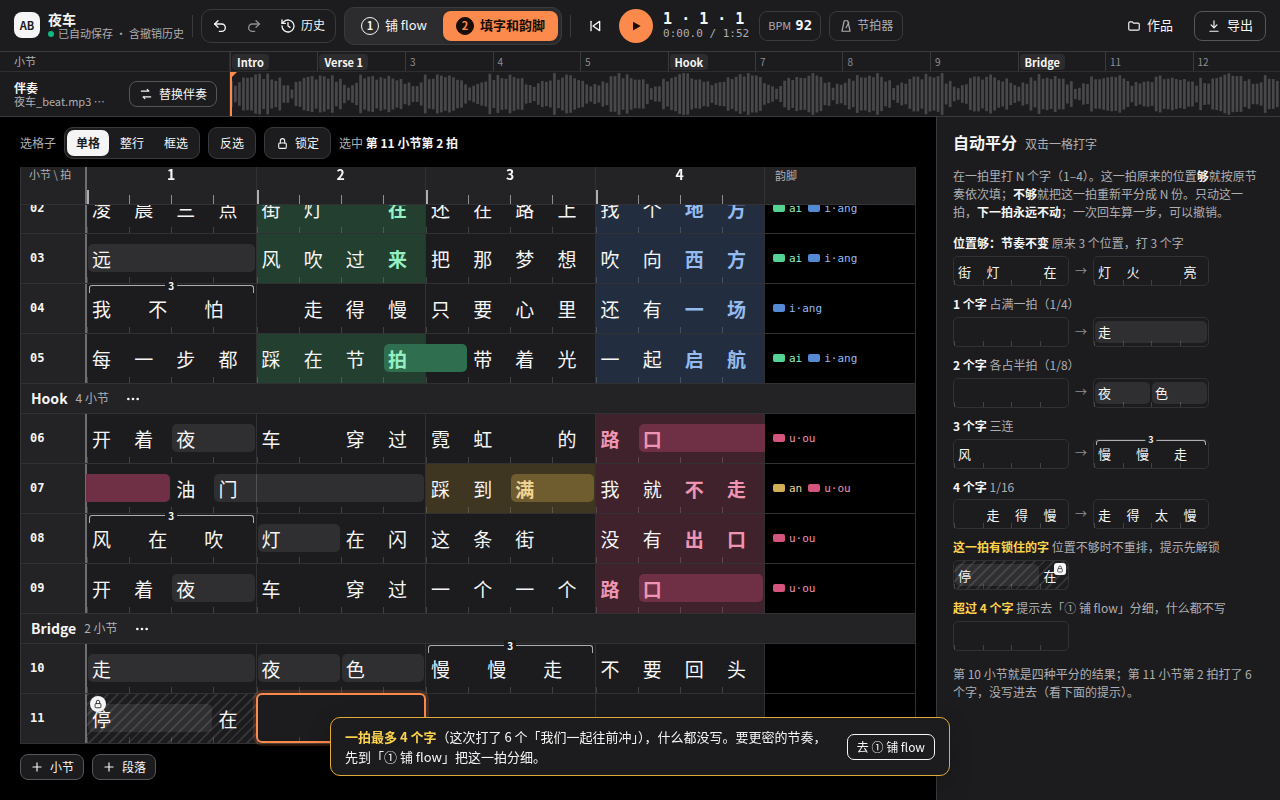 AB
夜车
已自动保存 · 含撤销历史
历史
1 铺 flow
2 填字和韵脚
1 · 1 · 1
0:00.0 / 1:52
BPM 92
节拍器
作品
导出
小节
Intro
Verse 1
3
4
5
Hook
7
8
9
Bridge
11
12
伴奏
夜车_beat.mp3 ···
替换伴奏
选格子
单格
整行
框选
反选
锁定
选中 第 11 小节第 2 拍
小节 \ 拍
1
2
3
4
韵脚
02 凌 晨 三 点 街 灯 在 还 在 路 上 找 个 地 方 ai i·ang
03 远 风 吹 过 来 把 那 梦 想 吹 向 西 方 ai i·ang
3
04 我 不 怕 走 得 慢 只 要 心 里 还 有 一 场 i·ang
05 每 一 步 都 踩 在 节 拍 带 着 光 一 起 启 航 ai i·ang
Hook 4 小节 ···
06 开 着 夜 车 穿 过 霓 虹 的 路 口 u·ou
07 油 门 踩 到 满 我 就 不 走 an u·ou
3
08 风 在 吹 灯 在 闪 这 条 街 没 有 出 口 u·ou
09 开 着 夜 车 穿 过 一 个 一 个 路 口 u·ou
Bridge 2 小节 ···
3
10 走 夜 色 慢 慢 走 不 要 回 头
11 停 在
小节
段落
自动平分 双击一格打字
在一拍里打 N 个字（1–4）。这一拍原来的位置够就按原节
奏依次填；不够就把这一拍重新平分成 N 份。只动这一
拍，下一拍永远不动；一次回车算一步，可以撤销。
位置够：节奏不变 原来 3 个位置，打 3 个字
街 灯 在 → 灯 火 亮
1 个字 占满一拍（1/4）
→ 走
2 个字 各占半拍（1/8）
→ 夜 色
3 个字 三连
3
风 → 慢 慢 走
4 个字 1/16
走 得 慢 → 走 得 太 慢
这一拍有锁住的字 位置不够时不重排，提示先解锁
停 在
超过 4 个字 提示去「① 铺 flow」分细，什么都不写
第 10 小节就是四种平分的结果；第 11 小节第 2 拍打了 6
个字，没写进去（看下面的提示）。
一拍最多 4 个字（这次打了 6 个「我们一起往前冲」），什么都没写。要更密的节奏，
先到「① 铺 flow」把这一拍分细。
去 ① 铺 flow